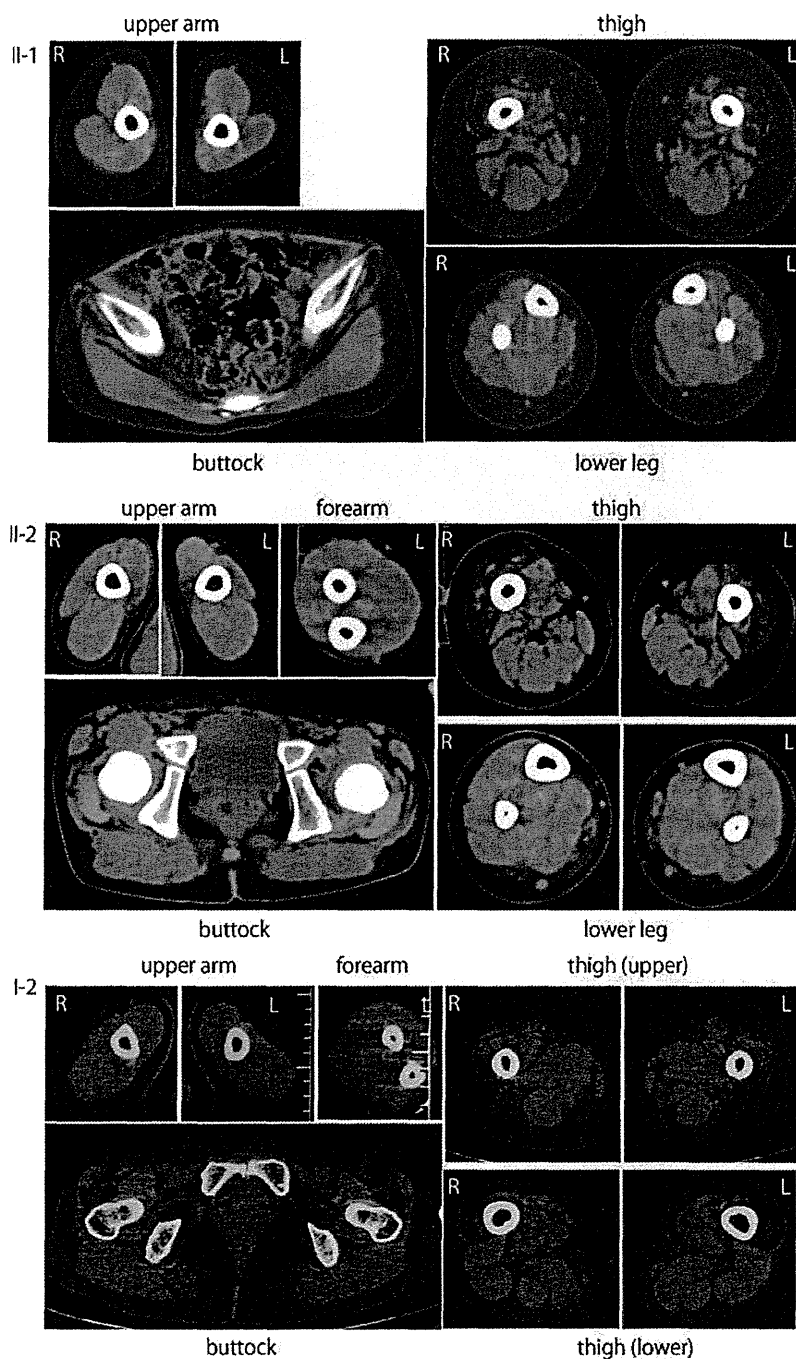 upper arm thigh
II-1 R L R L
R L
buttock lower leg
upper arm forearm thigh
II-2 R L L R L
R L
buttock lower leg
upper arm forearm thigh (upper)
I-2 R L L R L
R L
buttock thigh (lower)